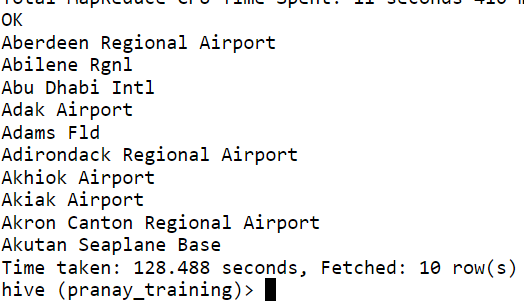 Total MapReduce CPU Time Spent: 11 seconds 410 m
OK
Aberdeen Regional Airport
Abilene Rgnl
Abu Dhabi Intl
Adak Airport
Adams Fld
Adirondack Regional Airport
Akhiok Airport
Akiak Airport
Akron Canton Regional Airport
Akutan Seaplane Base
Time taken: 128.488 seconds, Fetched: 10 row(s)
hive (pranay_training)>